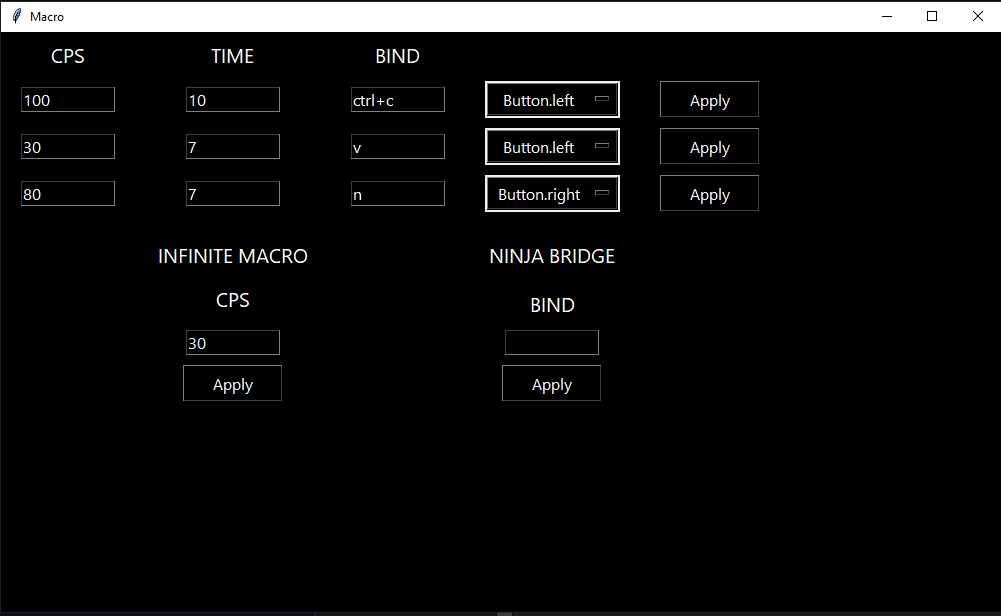 Macro
CPS TIME BIND
100 10 ctrl+c Button.left Apply
30 7 v Button.left Apply
80 7 n Button.right Apply
INFINITE MACRO NINJA BRIDGE
CPS BIND
30
Apply Apply